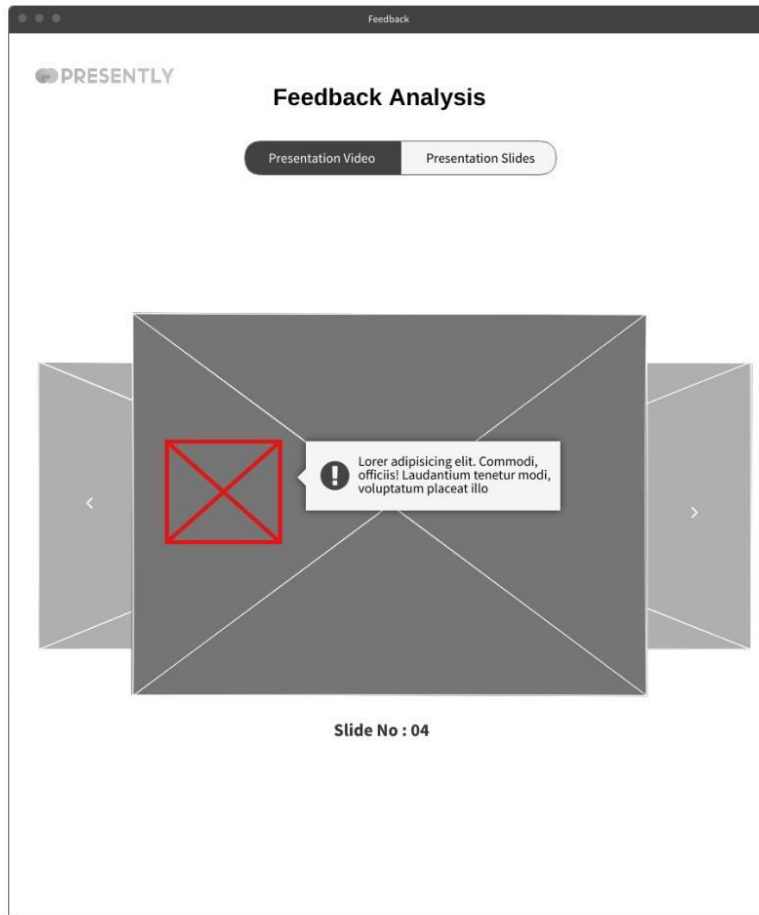 Feedback
PRESENTLY
Feedback Analysis
Presentation Video
Presentation Slides
Lorer adipisicing elit. Commodi,
officiis! Laudantium tenetur modi,
voluptatum placeat illo
Slide No : 04